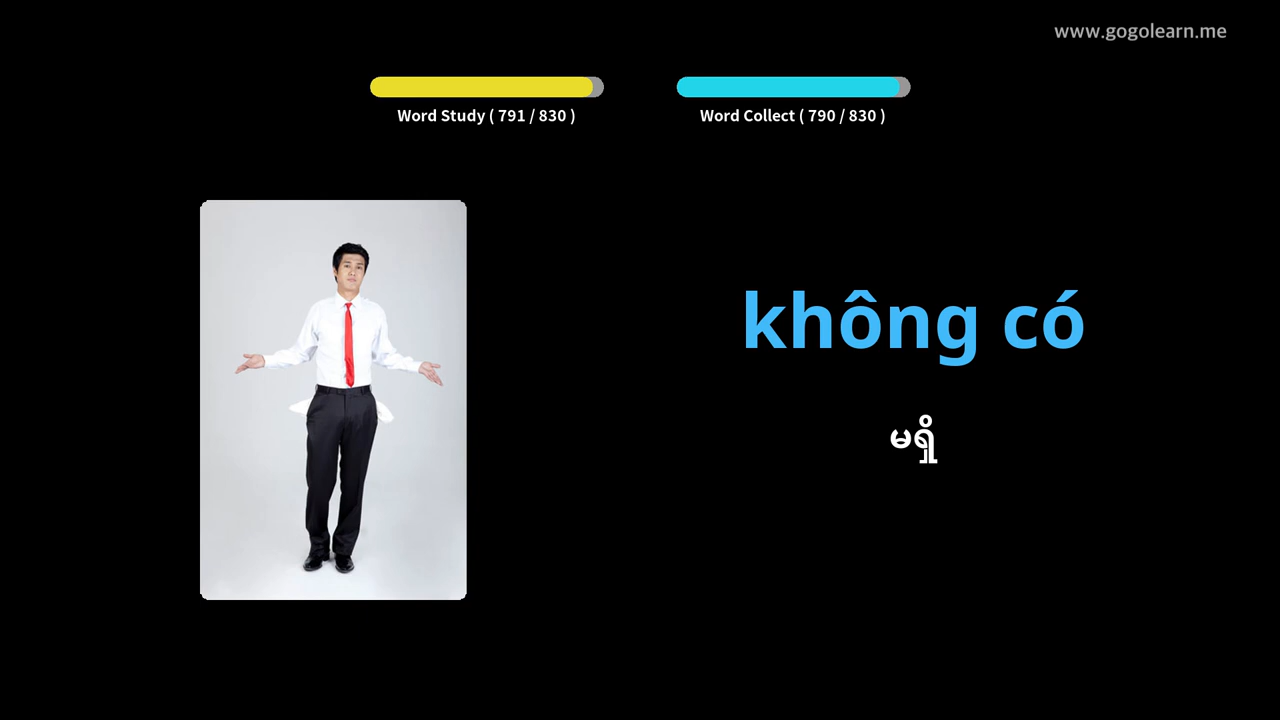 www.gogolearn.me
Word Study ( 791 / 830 )
Word Collect ( 790 / 830 )
không có
မရှိ